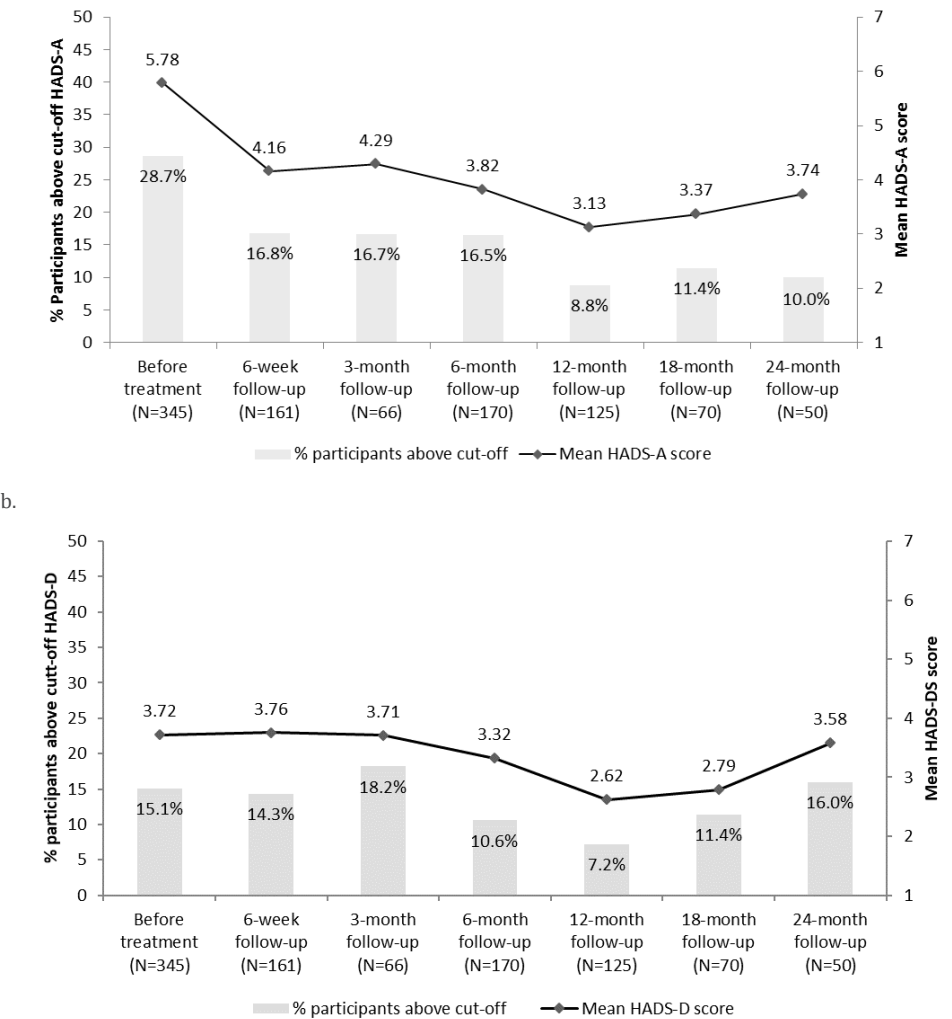 % Participants above cut-off HADS-A
50
45
40
35
30
25
20
15
10
5
0
5.78
4.16
4.29
3.82
3.13
3.37
3.74
28.7%
16.8%
16.7%
16.5%
8.8%
11.4%
10.0%
7
6
5
4
3
2
1
Mean HADS-A score
Before treatment (N=345)
6-week follow-up (N=161)
3-month follow-up (N=66)
6-month follow-up (N=170)
12-month follow-up (N=125)
18-month follow-up (N=70)
24-month follow-up (N=50)
% participants above cut-off
Mean HADS-A score
b.
% participants above cutt-off HADS-D
50
45
40
35
30
25
20
15
10
5
0
3.72
3.76
3.71
3.32
2.62
2.79
3.58
15.1%
14.3%
18.2%
10.6%
7.2%
11.4%
16.0%
7
6
5
4
3
2
1
Mean HADS-DS score
Before treatment (N=345)
6-week follow-up (N=161)
3-month follow-up (N=66)
6-month follow-up (N=170)
12-month follow-up (N=125)
18-month follow-up (N=70)
24-month follow-up (N=50)
% participants above cut-off
Mean HADS-D score